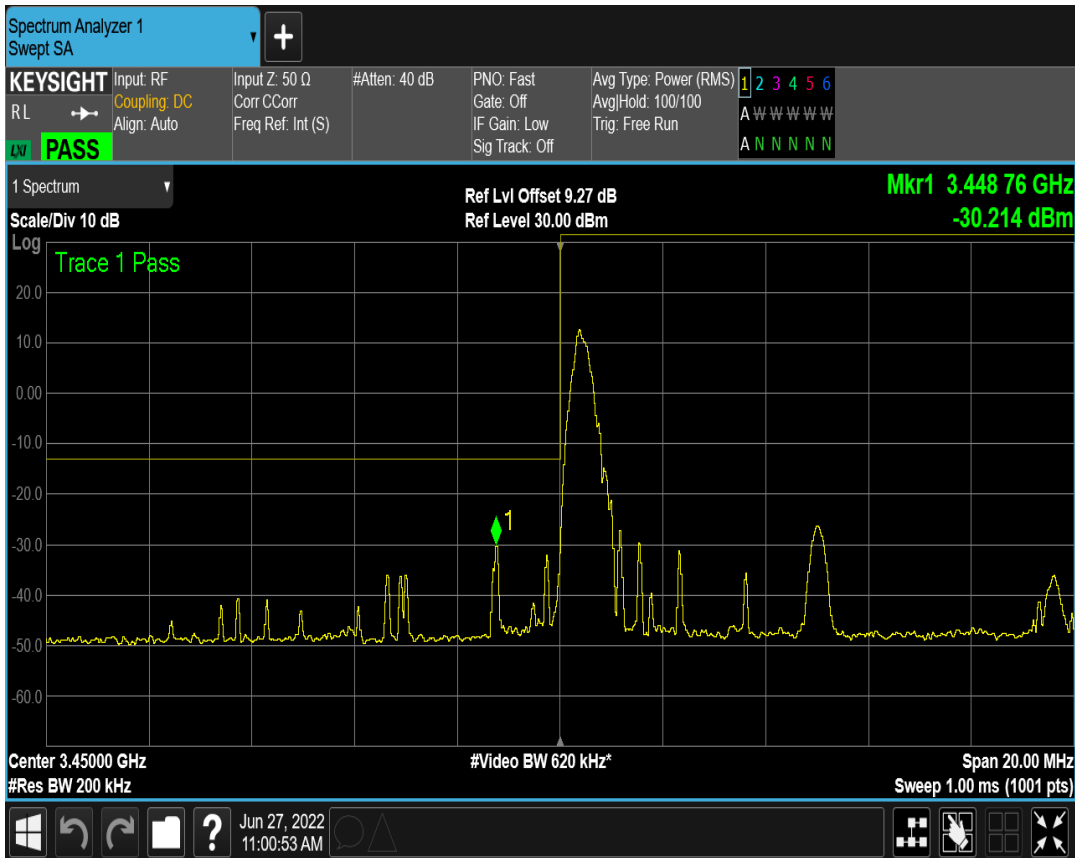 Spectrum Analyzer 1
Swept SA
+
KEYSIGHT
RL
LXI PASS
Input: RF
Coupling: DC
Align: Auto
Input Z: 50 Ω
Corr CCorr
Freq Ref: Int (S)
#Atten: 40 dB
PNO: Fast
Gate: Off
IF Gain: Low
Sig Track: Off
Avg Type: Power (RMS)
Avg|Hold: 100/100
Trig: Free Run
1 2 3 4 5 6
A W W W W W
A N N N N N
1 Spectrum
Scale/Div 10 dB
Ref Lvl Offset 9.27 dB
Ref Level 30.00 dBm
Mkr1 3.448 76 GHz
-30.214 dBm
Log
Trace 1 Pass
20.0
10.0
0.00
-10.0
-20.0
1
-30.0
-40.0
-50.0
-60.0
Center 3.45000 GHz
#Video BW 620 kHz*
Span 20.00 MHz
#Res BW 200 kHz
Sweep 1.00 ms (1001 pts)
?
Jun 27, 2022
11:00:53 AM